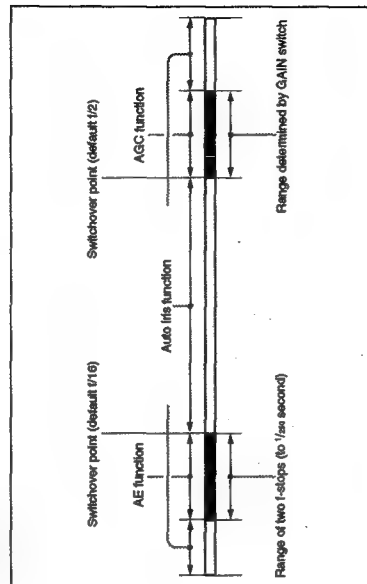 Switchover point (default f/16)
Switchover point (default f/2)
AE function
Auto iris function
AGC function
Range of two f-stops (to 1/250 second)
Range determined by GAIN switch